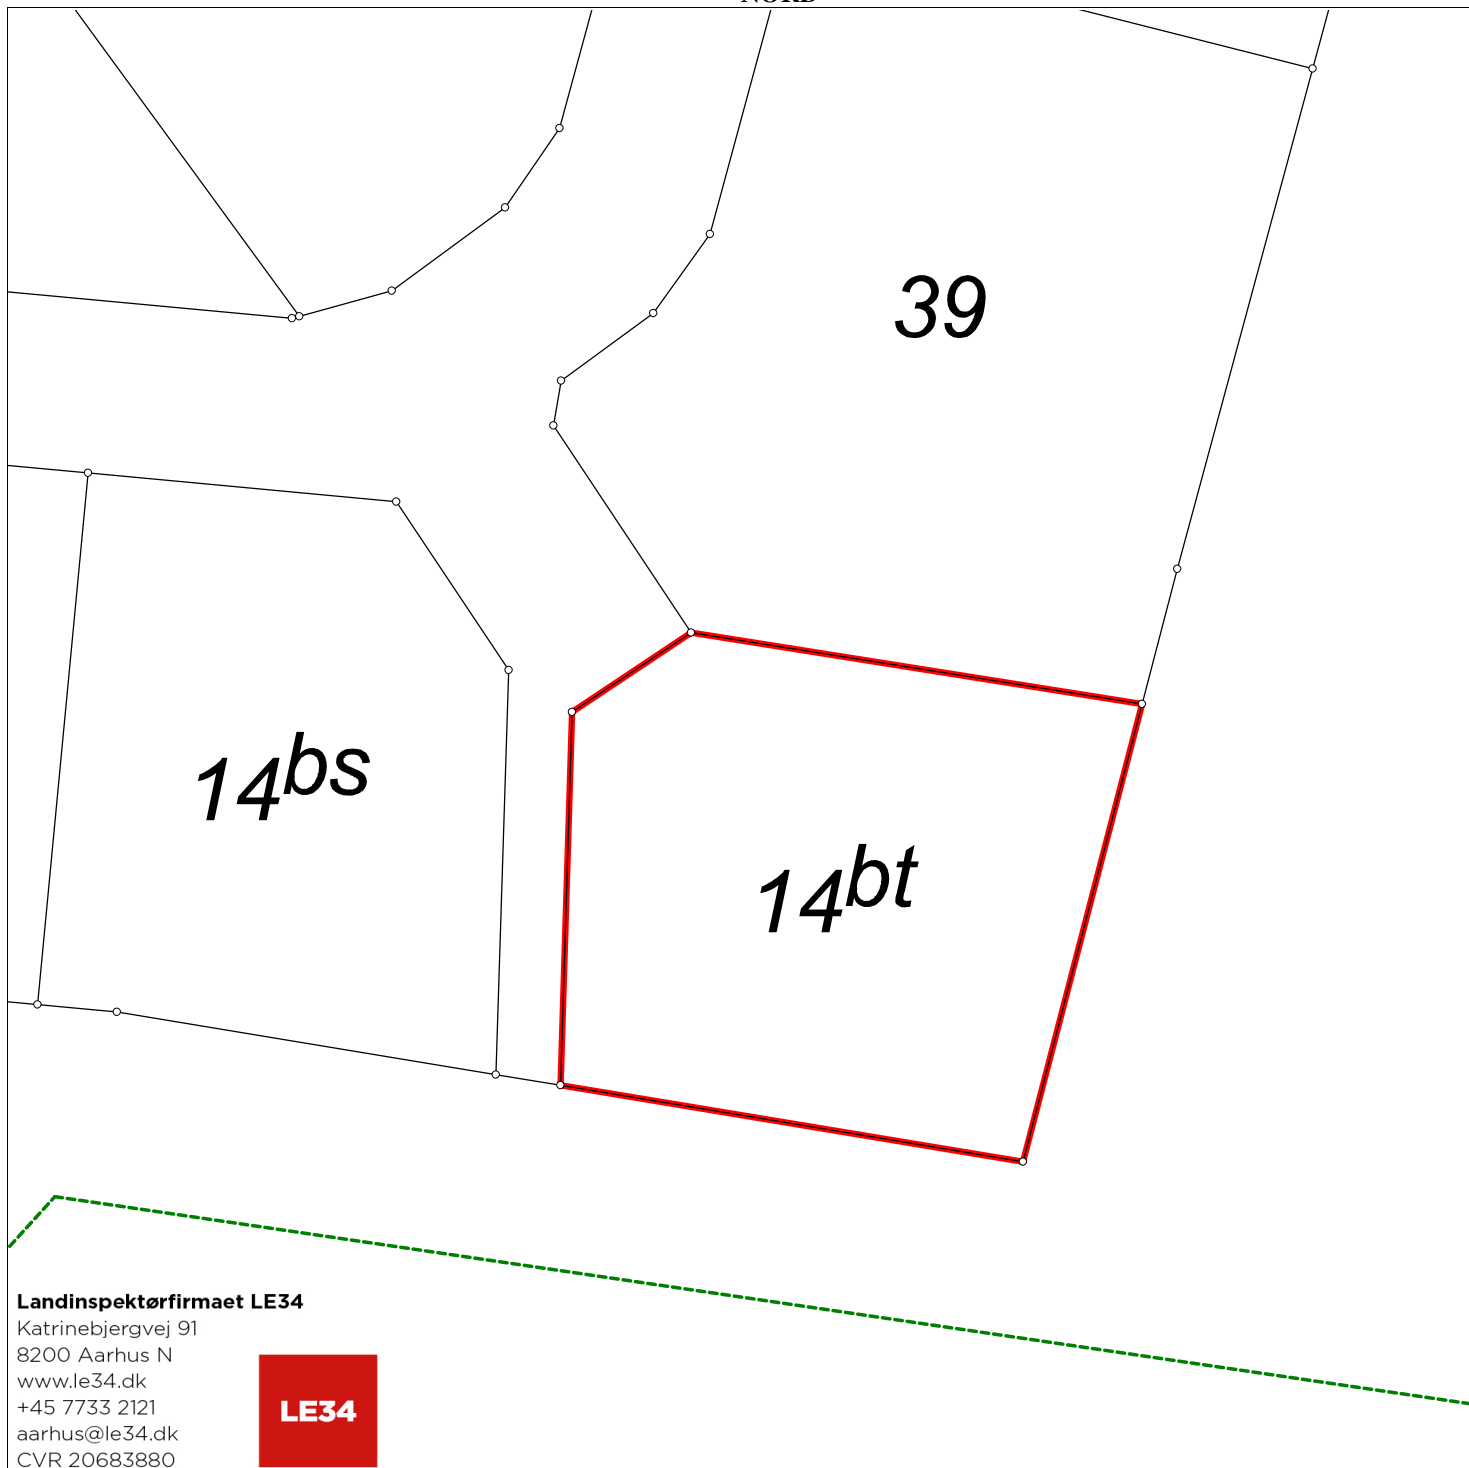 NORD
39
14bs
14bt
Landinspektørfirmaet LE34
Katrinebjergvej 91
8200 Aarhus N
www.le34.dk
+45 7733 2121
aarhus@le34.dk
CVR 20683880
LE34